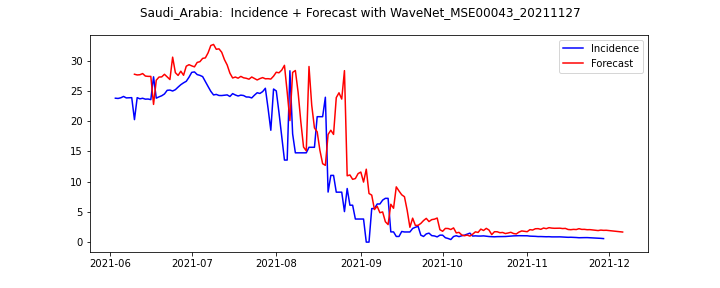 Saudi_Arabia:  Incidence + Forecast with WaveNet_MSE00043_20211127
Incidence
Forecast
30
25
20
15
10
5
0
2021-06 2021-07 2021-08 2021-09 2021-10 2021-11 2021-12